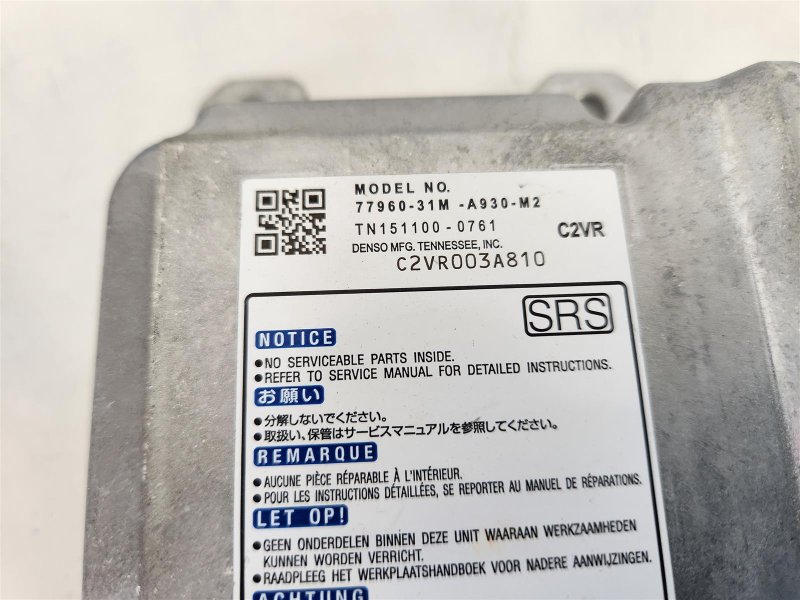 MODEL NO.
77960-31M -A930-M2
TN151100-0761 C2VR
DENSO MFG. TENNESSEE, INC.
C2VR003A810
SRS
NOTICE
●NO SERVICEABLE PARTS INSIDE.
●REFER TO SERVICE MANUAL FOR DETAILED INSTRUCTIONS.
お願い
●分解しないでください。
●取扱い、保管はサービスマニュアルを参照してください。
REMARQUE
●AUCUNE PIÈCE RÉPARABLE À L'INTÉRIEUR.
●POUR LES INSTRUCTIONS DÉTAILLÉES, SE REPORTER AU MANUEL DE RÉPARATIONS.
LET OP!
●GEEN ONDERDELEN BINNEN DEZE UNIT WAARAAN WERKZAAMHEDEN
KUNNEN WORDEN VERRICHT.
●RAADPLEEG HET WERKPLAATSHANDBOEK VOOR NADERE AANWIJZINGEN.
ACHTUNG